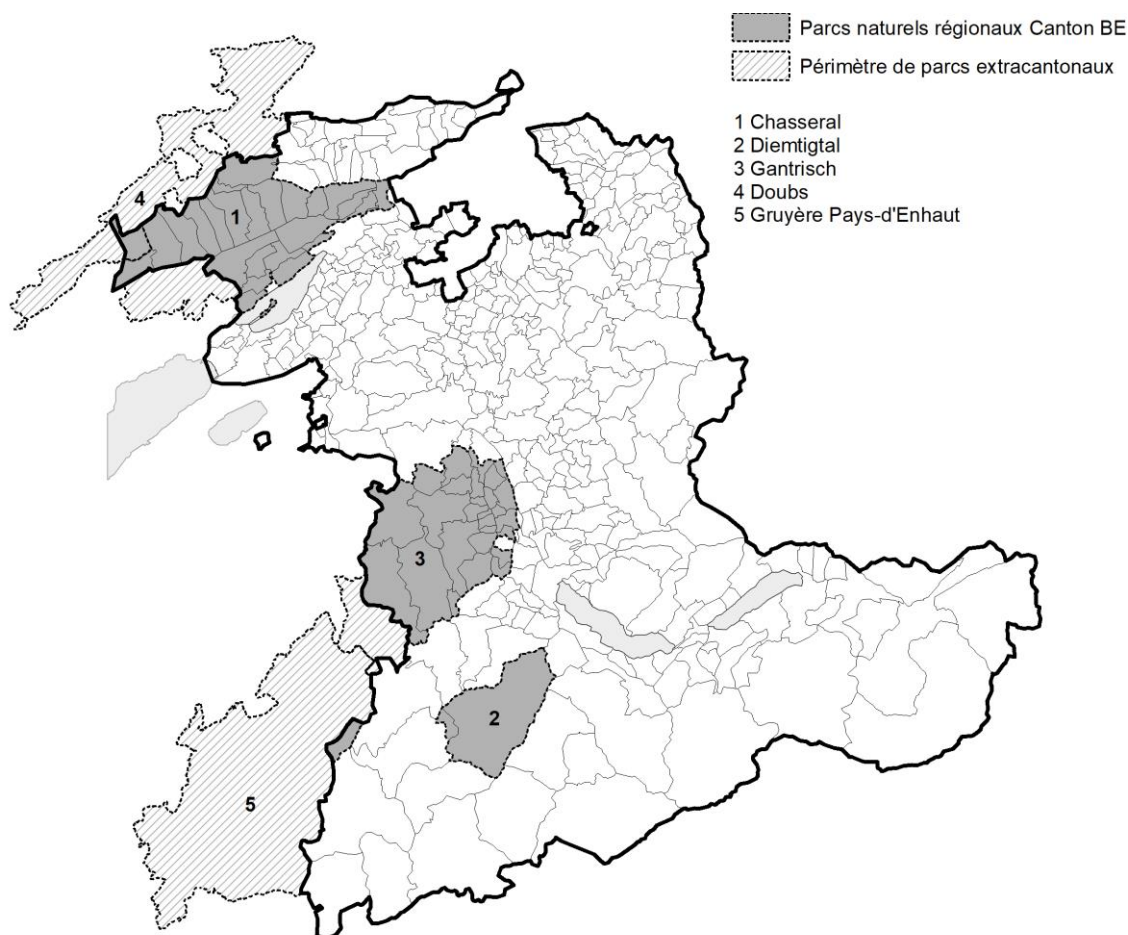 Parcs naturels régionaux Canton BE
Périmètre de parcs extracantonaux
1 Chasseral
2 Diemtigtal
3 Gantrisch
4 Doubs
5 Gruyère Pays-d'Enhaut
4
1
3
2
5